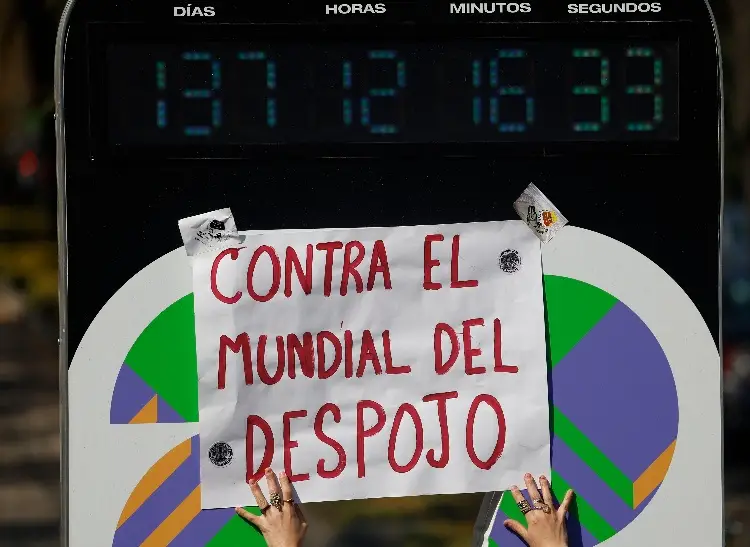 DÍAS HORAS MINUTOS SEGUNDOS
137 12 16 33
CONTRA EL
MUNDIAL DEL
DESPOJO